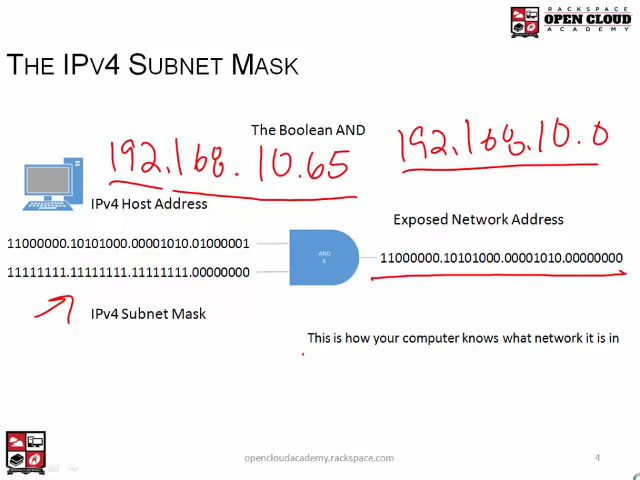 RACKSPACE
OPEN CLOUD
ACADEMY
THE IPV4 SUBNET MASK
The Boolean AND
192.168.10.65
192.168.10.0
IPv4 Host Address
Exposed Network Address
11000000.10101000.00001010.01000001
AND
11000000.10101000.00001010.00000000
11111111.11111111.11111111.00000000
IPv4 Subnet Mask
This is how your computer knows what network it is in
opencloudacademy.rackspace.com
4